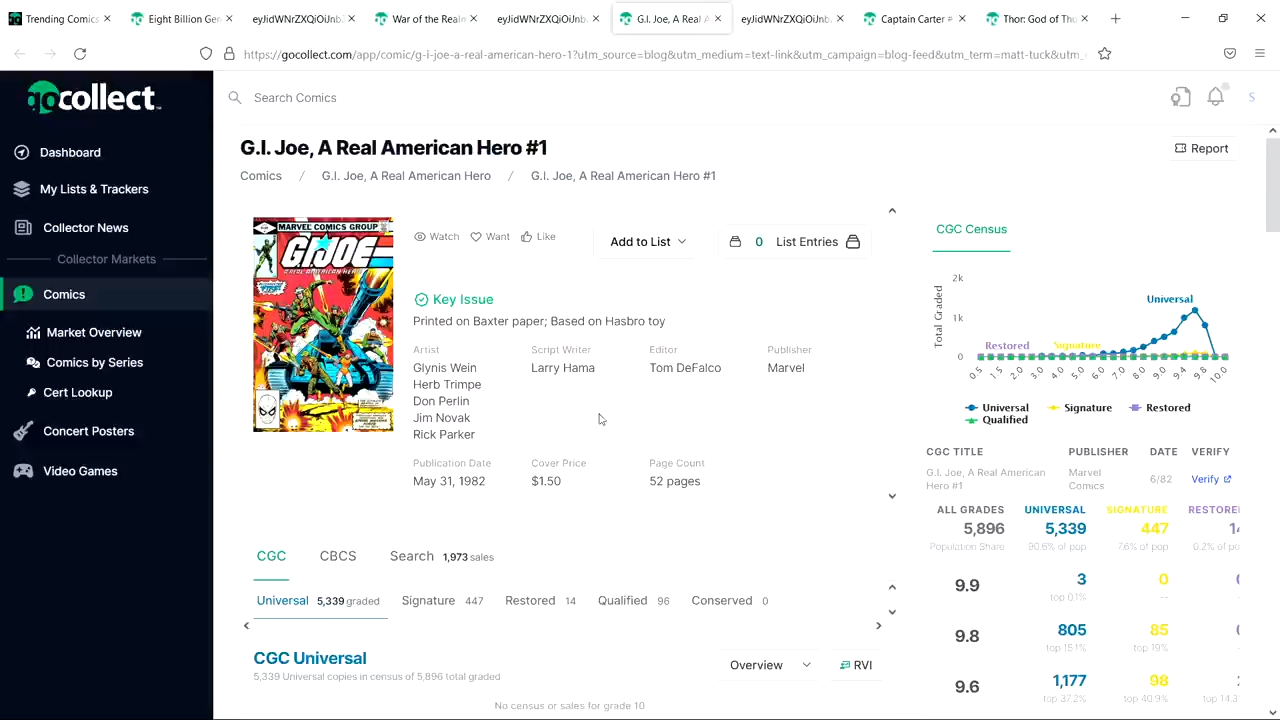 Trending Comics
Eight Billion Gen
eyJidWNrZXQiOiJnb
War of the Realm
eyJidWNrZXQiOiJnba
G.I. Joe, A Real A
eyJidWNrZXQiOiJnba
Captain Carter #
Thor: God of Thu
https://gocollect.com/app/comic/g-i-joe-a-real-american-hero-1?utm_source=blog&utm_medium=text-link&utm_campaign=blog-feed&utm_term=matt-tuck&utm_
gocollect
Search Comics
S
Dashboard
My Lists & Trackers
Collector News
Collector Markets
Comics
Market Overview
Comics by Series
Cert Lookup
Concert Posters
Video Games
G.I. Joe, A Real American Hero #1
Report
Comics / G.I. Joe, A Real American Hero / G.I. Joe, A Real American Hero #1
MARVEL COMICS GROUP
G.I. JOE
A REAL AMERICAN HERO
Watch Want Like
Add to List
0 List Entries
Key Issue
Printed on Baxter paper; Based on Hasbro toy
Artist Script Writer Editor Publisher
Glynis Wein Larry Hama Tom DeFalco Marvel
Herb Trimpe
Don Perlin
Jim Novak
Rick Parker
Publication Date Cover Price Page Count
May 31, 1982 $1.50 52 pages
CGC CBCS Search 1,973 sales
Universal 5,339 graded Signature 447 Restored 14 Qualified 96 Conserved 0
CGC Universal
5,339 Universal copies in census of 5,896 total graded
Overview RVI
No census or sales for grade 10
CGC Census
Total Graded
2k
1k
0
Universal
Restored
Signature
0.5 1.5 2.0 3.0 4.0 5.0 6.0 7.0 8.0 9.0 9.4 9.8 10.0
Universal Signature Restored
Qualified
CGC TITLE PUBLISHER DATE VERIFY
G.I. Joe, A Real American Hero #1 Marvel Comics 6/82 Verify
ALL GRADES UNIVERSAL SIGNATURE RESTORE
5,896 5,339 447 14
Population Share 90.6% of pop 7.6% of pop 0.2% of po
9.9 3 0
top 0.1% --
9.8 805 85
top 15.1% top 19% --
9.6 1,177 98
top 37.2% top 40.9% top 14.3